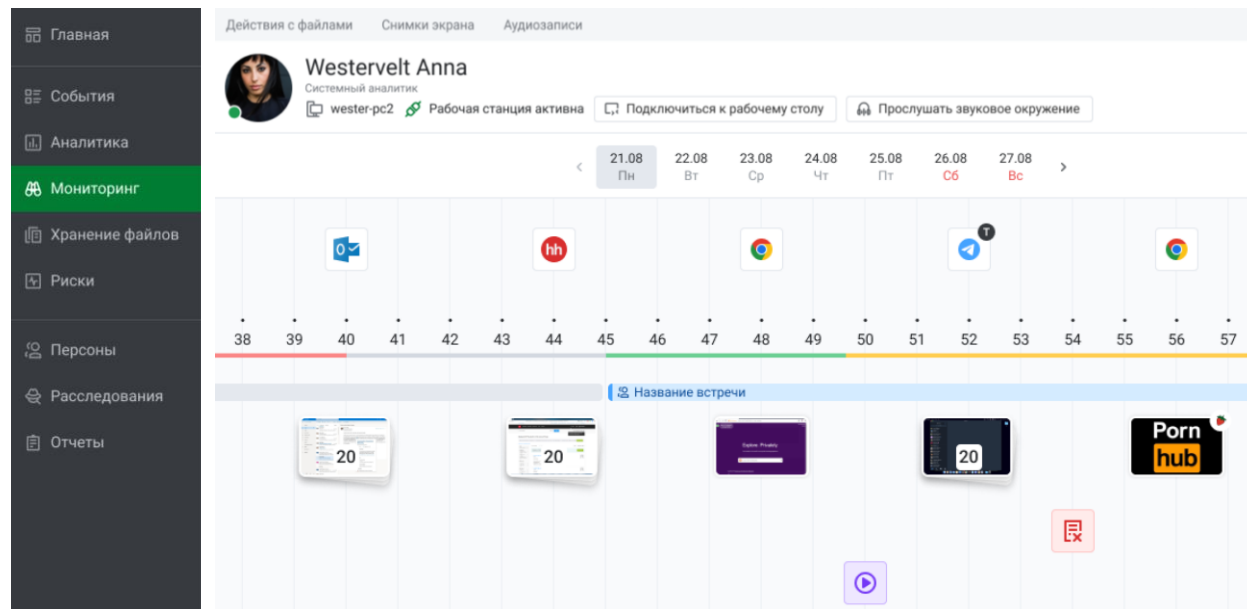 Главная
События
Аналитика
Мониторинг
Хранение файлов
Риски
Персоны
Расследования
Отчеты
Действия с файлами Снимки экрана Аудиозаписи
Westervelt Anna
Системный аналитик
wester-pc2 Рабочая станция активна Подключиться к рабочему столу Прослушать звуковое окружение
21.08 22.08 23.08 24.08 25.08 26.08 27.08
Пн Вт Ср Чт Пт Сб Вс
hh T
38 39 40 41 42 43 44 45 46 47 48 49 50 51 52 53 54 55 56 57
Название встречи
20 20 20
Porn
hub